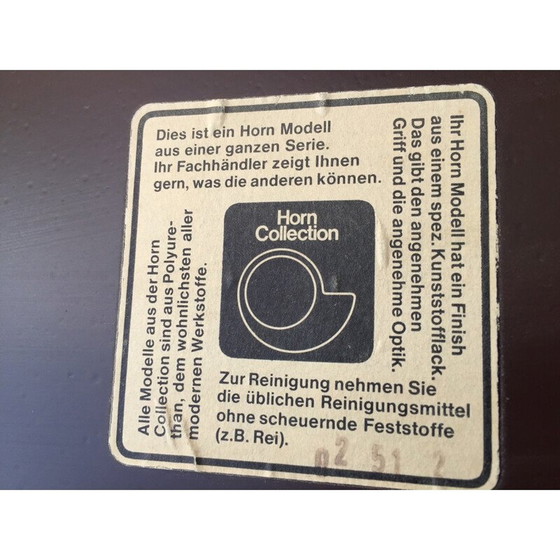 Dies ist ein Horn Modell
aus einer ganzen Serie.
Ihr Fachhändler zeigt Ihnen
gern, was die anderen können.
Ihr Horn Modell hat ein Finish
aus einem spez. Kunststofflack.
Das gibt den angenehmen
Griff und die angenehme Optik.
Horn
Collection
Alle Modelle aus der Horn
Collection sind aus Polyure-
than, dem wohnlichsten aller
modernen Werkstoffe.
Zur Reinigung nehmen Sie
die üblichen Reinigungsmittel
ohne scheuernde Feststoffe
(z.B. Rei).
02 51 2